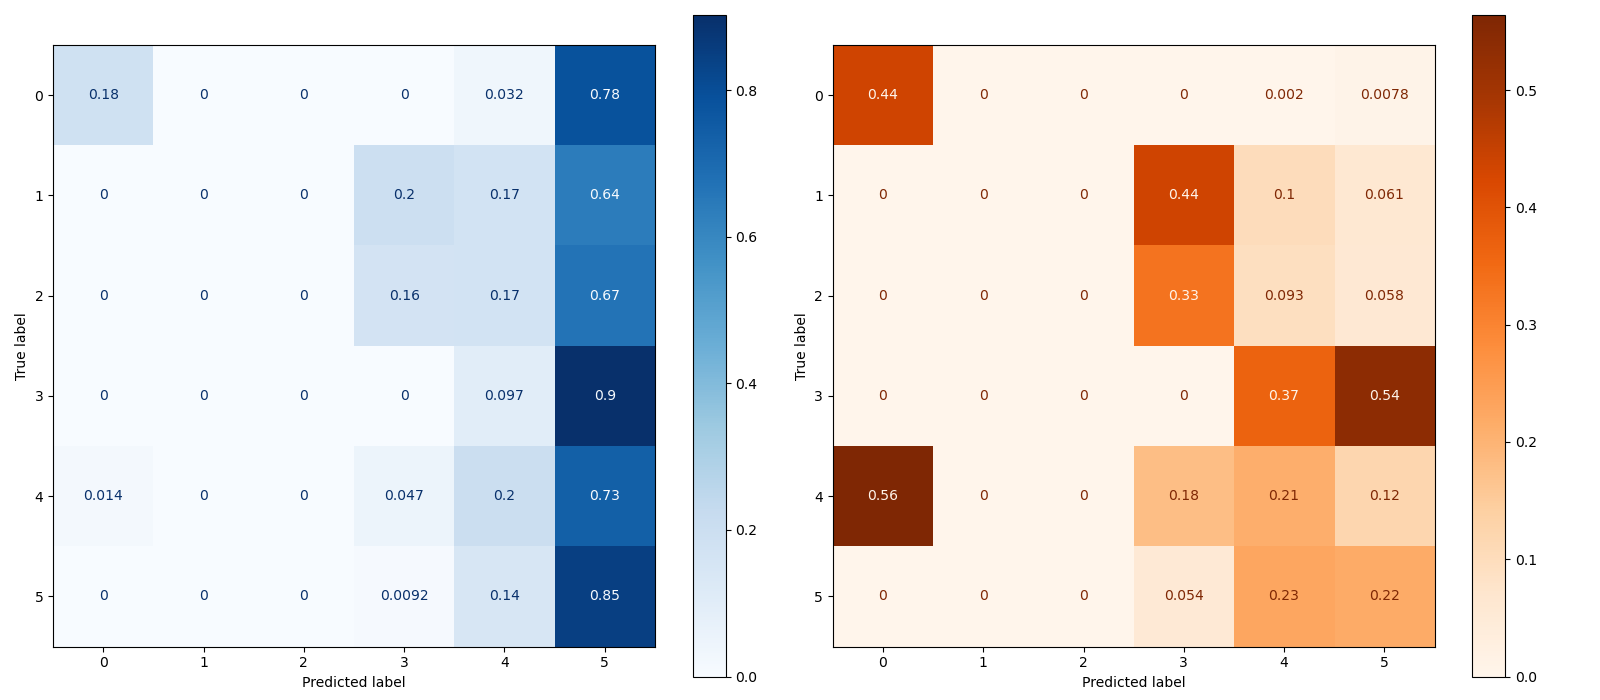 0 0.18 0 0 0 0.032 0.78
1 0 0 0 0.2 0.17 0.64
2 0 0 0 0.16 0.17 0.67
3 0 0 0 0 0.097 0.9
4 0.014 0 0 0.047 0.2 0.73
5 0 0 0 0.0092 0.14 0.85
0 1 2 3 4 5
True label
Predicted label
0.8
0.6
0.4
0.2
0.0
0 0.44 0 0 0 0.002 0.0078
1 0 0 0 0.44 0.1 0.061
2 0 0 0 0.33 0.093 0.058
3 0 0 0 0 0.37 0.54
4 0.56 0 0 0.18 0.21 0.12
5 0 0 0 0.054 0.23 0.22
0 1 2 3 4 5
True label
Predicted label
0.5
0.4
0.3
0.2
0.1
0.0